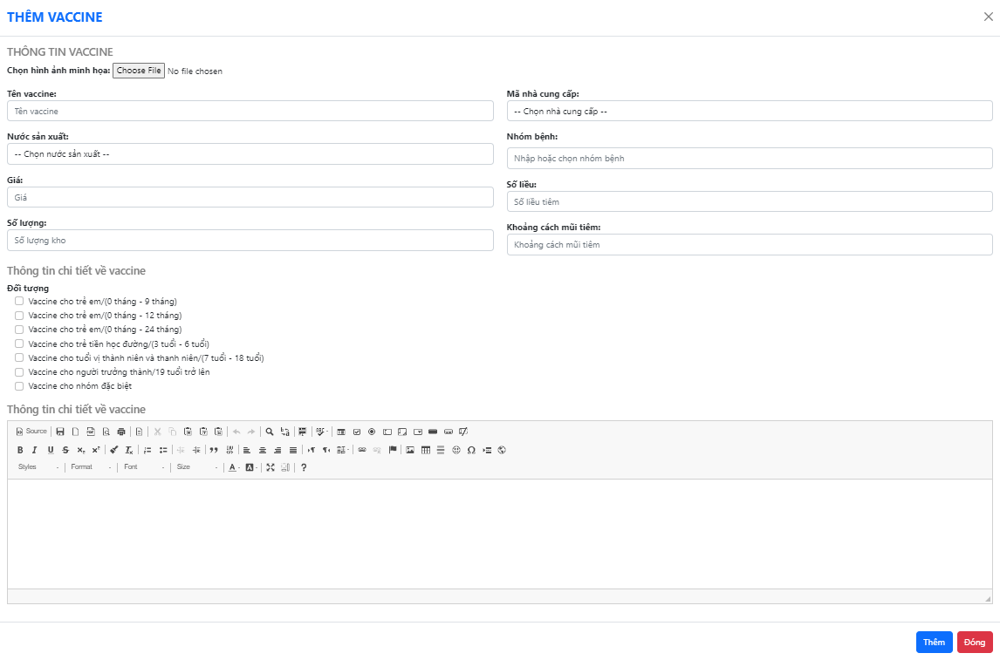 THÊM VACCINE
THÔNG TIN VACCINE
Chọn hình ảnh minh họa: Choose File No file chosen
Tên vaccine:
Tên vaccine
Mã nhà cung cấp:
-- Chọn nhà cung cấp --
Nước sản xuất:
-- Chọn nước sản xuất --
Nhóm bệnh:
Nhập hoặc chọn nhóm bệnh
Giá:
Giá
Số liều:
Số liều tiêm
Số lượng:
Số lượng kho
Khoảng cách mũi tiêm:
Khoảng cách mũi tiêm
Thông tin chi tiết về vaccine
Đối tượng
Vaccine cho trẻ em/(0 tháng - 9 tháng)
Vaccine cho trẻ em/(0 tháng - 12 tháng)
Vaccine cho trẻ em/(0 tháng - 24 tháng)
Vaccine cho trẻ tiền học đường/(3 tuổi - 6 tuổi)
Vaccine cho tuổi vị thành niên và thanh niên/(7 tuổi - 18 tuổi)
Vaccine cho người trưởng thành/19 tuổi trở lên
Vaccine cho nhóm đặc biệt
Thông tin chi tiết về vaccine
Source
Styles Format Font Size
Thêm Đóng